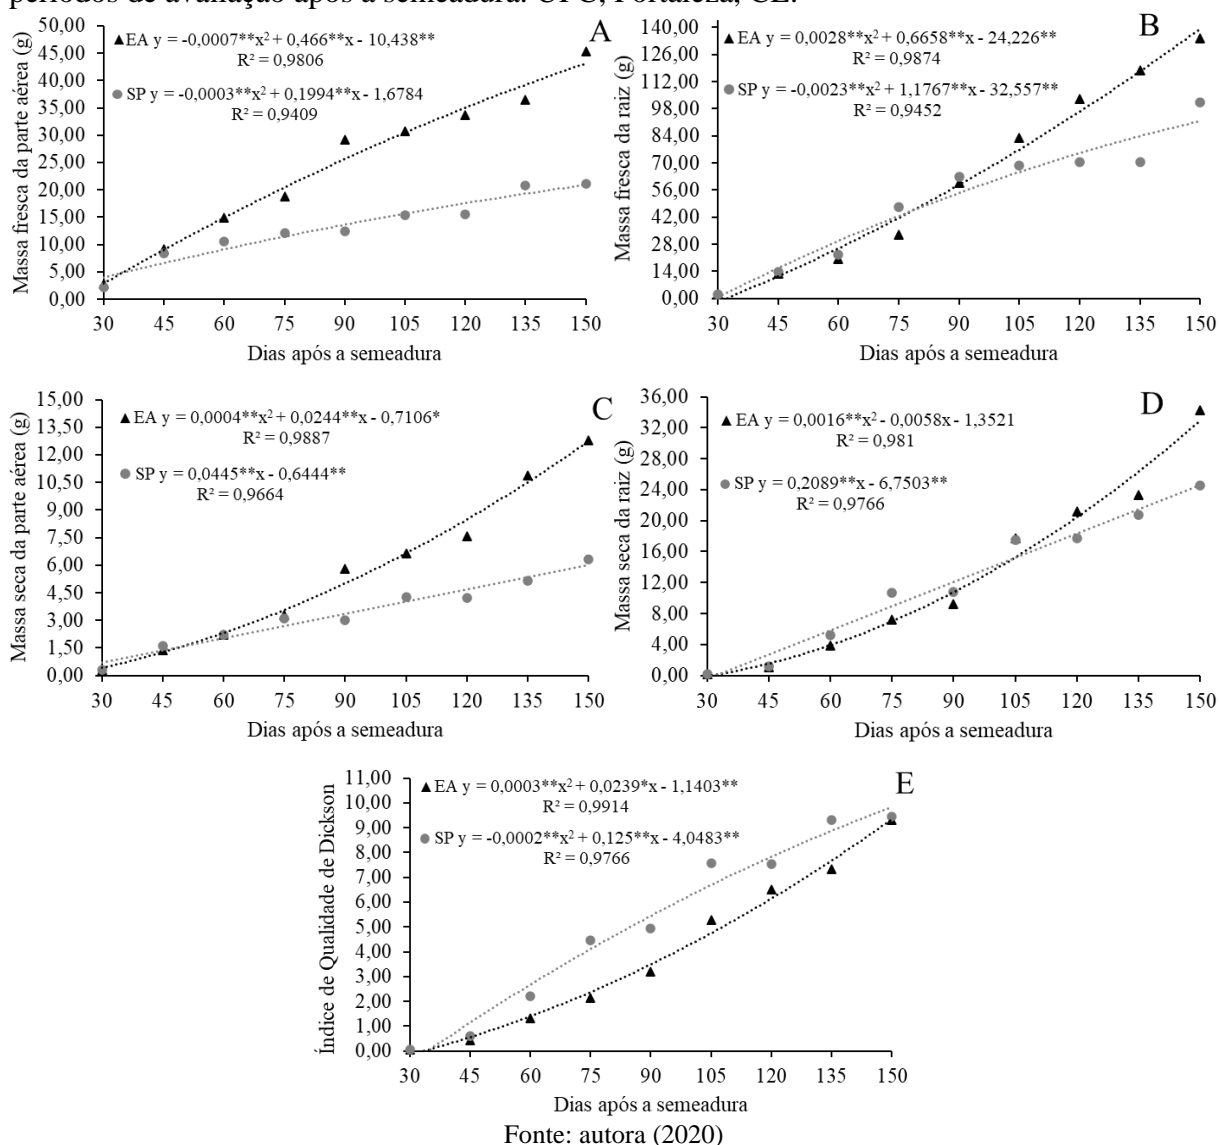 períodos de avaliação após a semeadura. UFC, Fortaleza, CE.
A
EA y = -0,0007**x² + 0,466**x - 10,438**
R² = 0,9806
SP y = -0,0003**x² + 0,1994**x - 1,6784
R² = 0,9409
Massa fresca da parte aérea (g)
50,00
45,00
40,00
35,00
30,00
25,00
20,00
15,00
10,00
5,00
0,00
30 45 60 75 90 105 120 135 150
Dias após a semeadura
B
EA y = 0,0028**x² + 0,6658**x - 24,226**
R² = 0,9874
SP y = -0,0023**x² + 1,1767**x - 32,557**
R² = 0,9452
Massa fresca da raiz (g)
140,00
126,00
112,00
98,00
84,00
70,00
56,00
42,00
28,00
14,00
0,00
30 45 60 75 90 105 120 135 150
Dias após a semeadura
C
EA y = 0,0004**x² + 0,0244**x - 0,7106*
R² = 0,9887
SP y = 0,0445**x - 0,6444**
R² = 0,9664
Massa seca da parte aérea (g)
15,00
13,50
12,00
10,50
9,00
7,50
6,00
4,50
3,00
1,50
0,00
30 45 60 75 90 105 120 135 150
Dias após a semeadura
D
EA y = 0,0016**x² - 0,0058x - 1,3521
R² = 0,981
SP y = 0,2089**x - 6,7503**
R² = 0,9766
Massa seca da raiz (g)
36,00
32,00
28,00
24,00
20,00
16,00
12,00
8,00
4,00
0,00
30 45 60 75 90 105 120 135 150
Dias após a semeadura
E
EA y = 0,0003**x² + 0,0239*x - 1,1403**
R² = 0,9914
SP y = -0,0002**x² + 0,125**x - 4,0483**
R² = 0,9766
Índice de Qualidade de Dickson
11,00
10,00
9,00
8,00
7,00
6,00
5,00
4,00
3,00
2,00
1,00
0,00
30 45 60 75 90 105 120 135 150
Dias após a semeadura
Fonte: autora (2020)